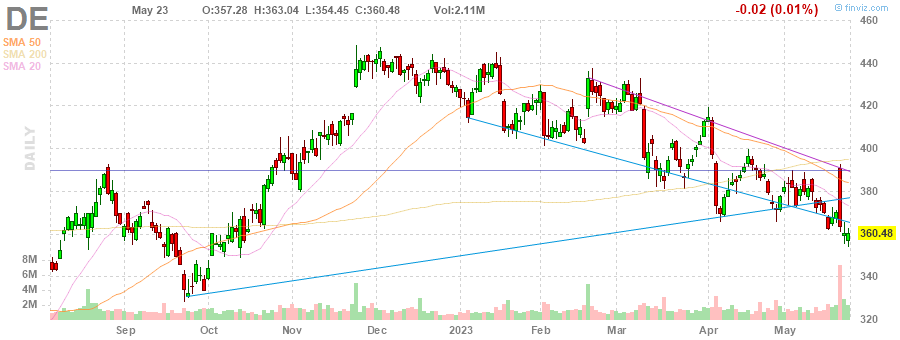 DE May 23 O:357.28 H:363.04 L:354.45 C:360.48 Vol:2.11M -0.02 (0.01%) finviz.com
SMA 50
SMA 200
SMA 20
DAILY
460
440
420
400
380
360.48
340
320
8M
6M
4M
2M
Sep Oct Nov Dec 2023 Feb Mar Apr May